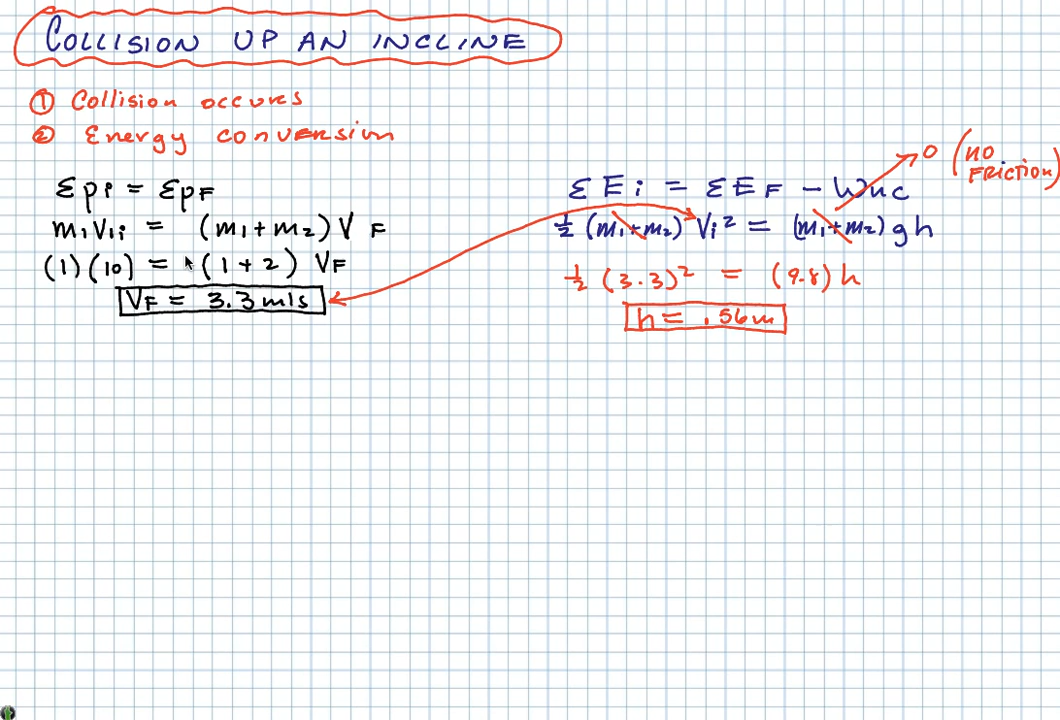 COLLISION UP AN INCLINE
① Collision occurs
② Energy conversion
Σpi = ΣpF
m1V1i = (m1+m2) VF
(1)(10) = (1+2) VF
VF = 3.3 m/s
ΣEi = ΣEF - Wnc
0 (NO FRICTION)
½ (m1+m2) Vi² = (m1+m2) gh
½ (3.3)² = (9.8) h
h = .56m